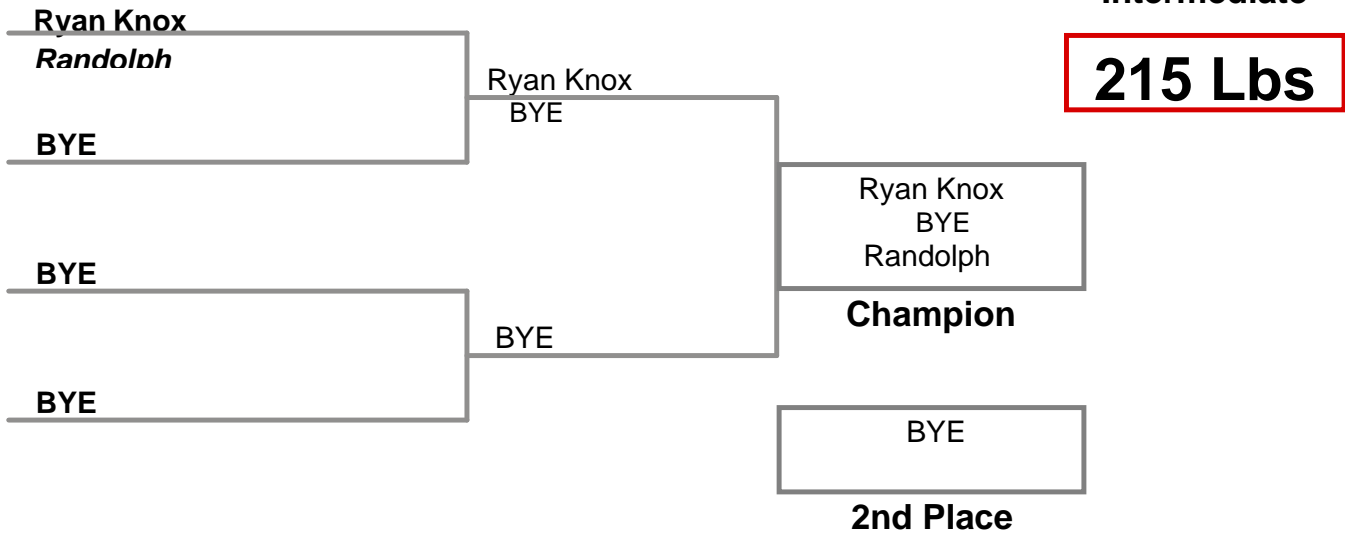 Intermediate
215 Lbs
Ryan Knox
Randolph
BYE
BYE
BYE
Ryan Knox
BYE
BYE
Ryan Knox
BYE
Randolph
Champion
BYE
2nd Place